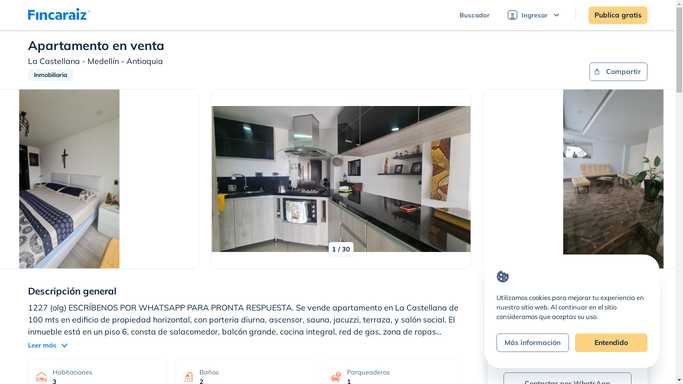 Fincaraiz
Buscador
Ingresar
Publica gratis
Apartamento en venta
La Castellana - Medellín - Antioquia
Inmobiliaria
Compartir
1 / 30
Descripción general
1227 (olg) ESCRÍBENOS POR WHATSAPP PARA PRONTA RESPUESTA. Se vende apartamento en La Castellana de
100 mts en edificio de propiedad horizontal, con porteria diurna, ascensor, sauna, jacuzzi, terraza, y salón social. El
inmueble está en un piso 6, consta de salacomedor, balcón grande, cocina integral, red de gas, zona de ropas...
Leer más
Habitaciones
3
Baños
2
Parqueaderos
1
Utilizamos cookies para mejorar tu experiencia en
nuestro sitio web. Al continuar en el sitio
consideramos que aceptas su uso.
Más información
Entendido
Contactar por WhatsApp